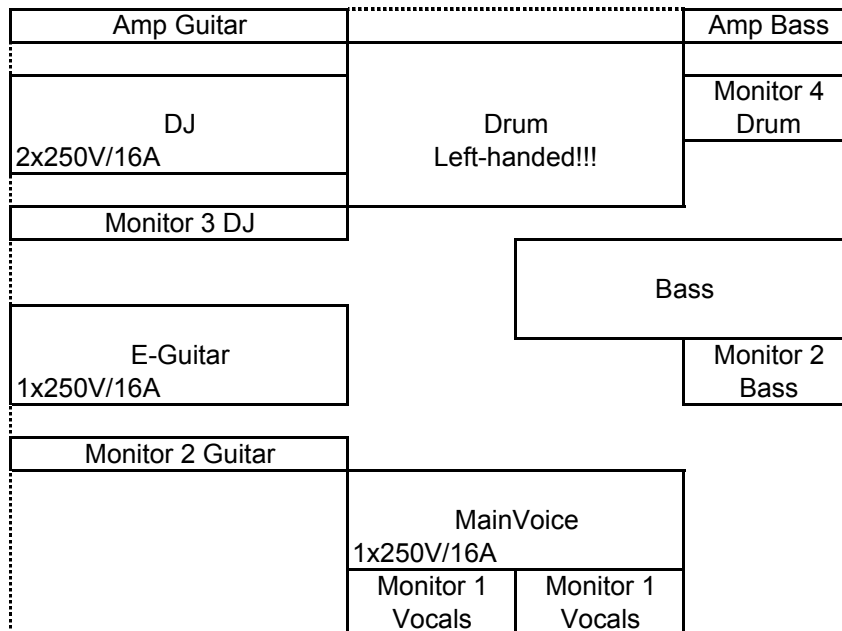 Amp Guitar
Amp Bass
DJ
2x250V/16A
Drum
Left-handed!!!
Monitor 4
Drum
Monitor 3 DJ
Bass
E-Guitar
1x250V/16A
Monitor 2
Bass
Monitor 2 Guitar
MainVoice
1x250V/16A
Monitor 1
Vocals
Monitor 1
Vocals